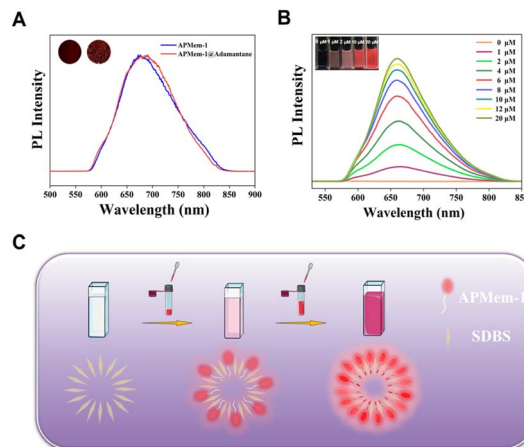 A
APMem-1
APMem-1@Adamantane
PL Intensity
500 550 600 650 700 750 800 850 900
Wavelength (nm)
B
0 μM
1 μM
2 μM
4 μM
6 μM
8 μM
10 μM
12 μM
20 μM
PL Intensity
550 600 650 700 750 800
Wavelength (nm)
C
APMem-1
SDBS